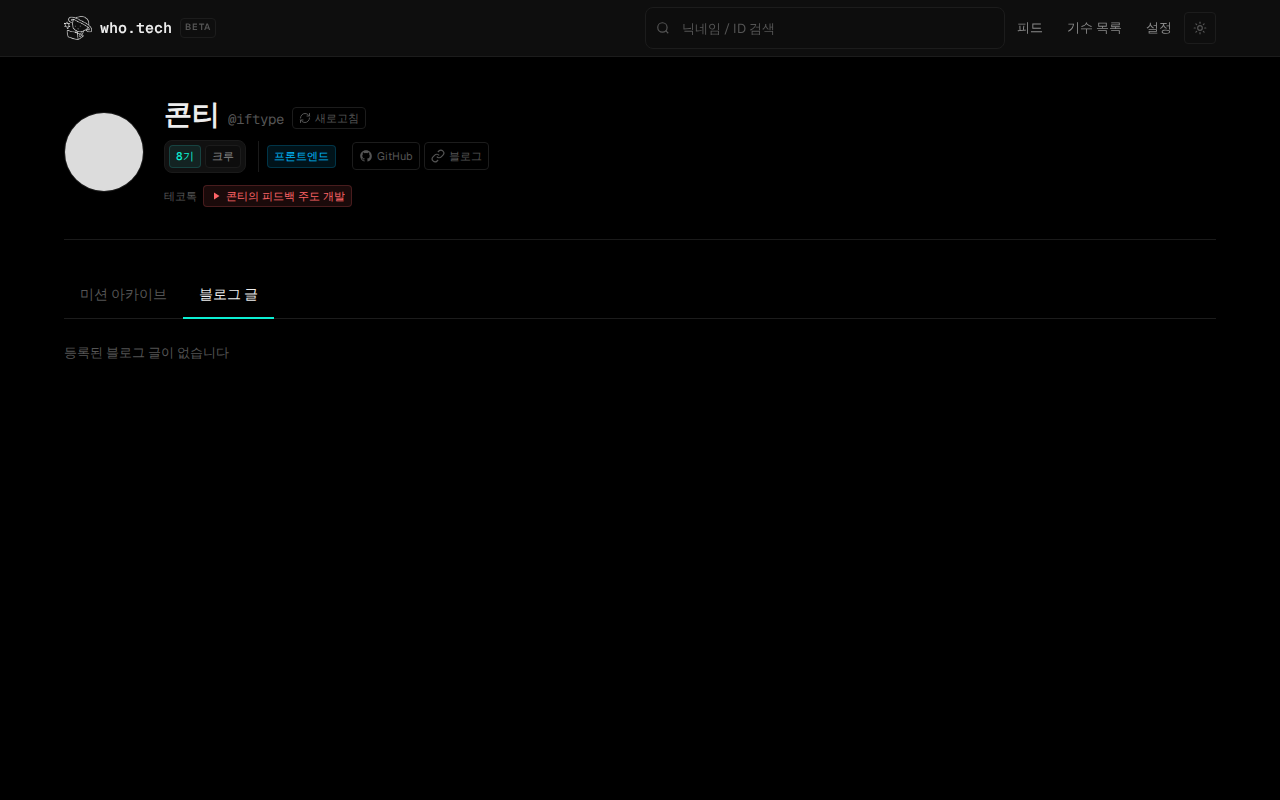 who.tech BETA 닉네임 / ID 검색 피드 기수 목록 설정
콘티 @iftype 새로고침
8기 크루 프론트엔드 GitHub 블로그
테코톡 콘티의 피드백 주도 개발
미션 아카이브 블로그 글
등록된 블로그 글이 없습니다